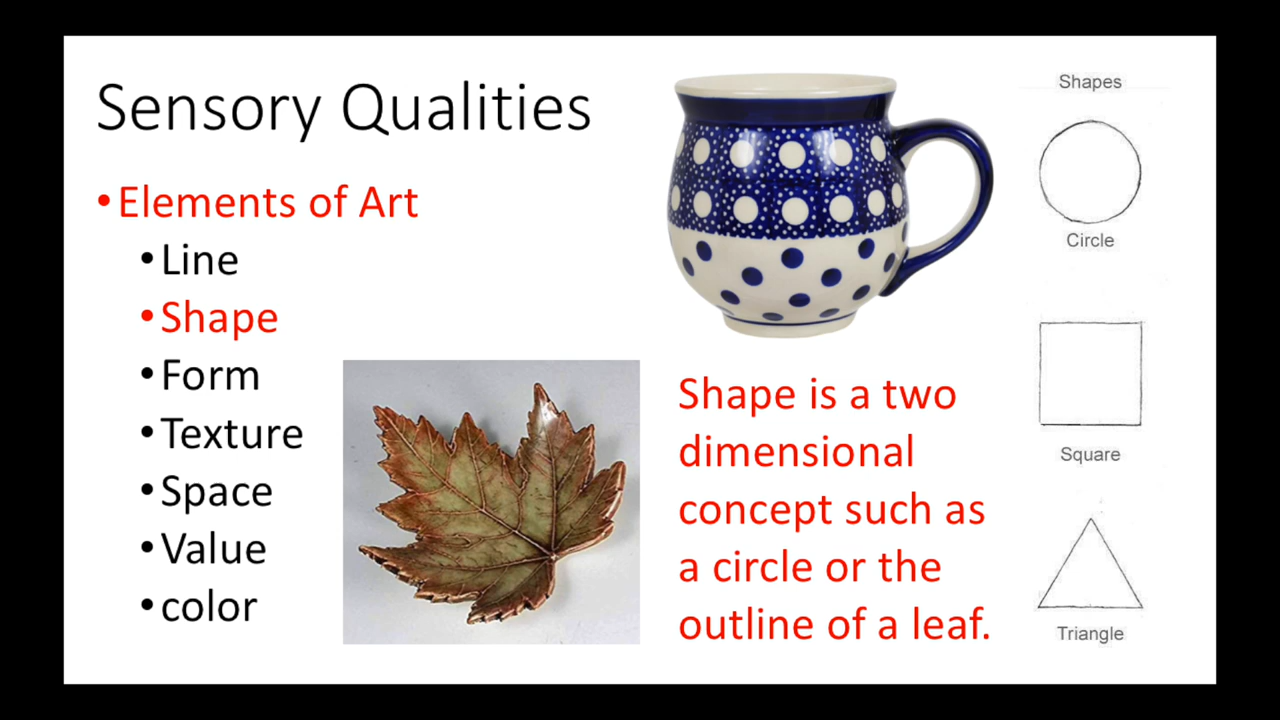 Sensory Qualities
• Elements of Art
• Line
• Shape
• Form
• Texture
• Space
• Value
• color
Shape is a two
dimensional
concept such as
a circle or the
outline of a leaf.
Shapes
Circle
Square
Triangle